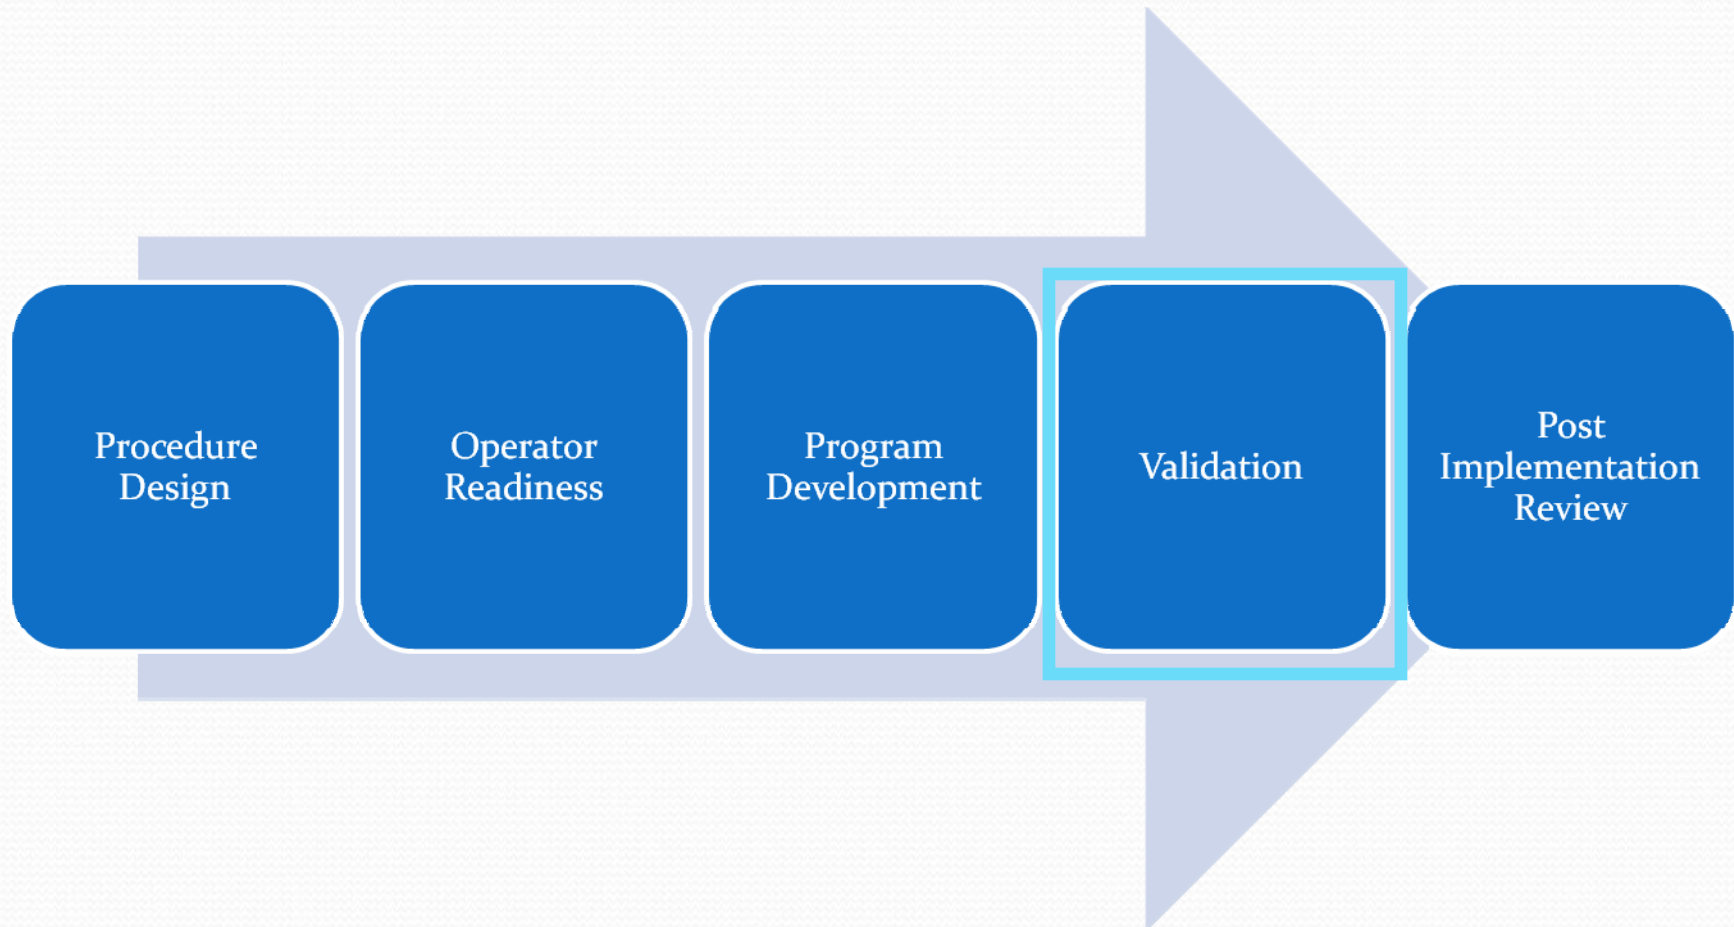 Procedure
Design
Operator
Readiness
Program
Development
Validation
Post
Implementation
Review